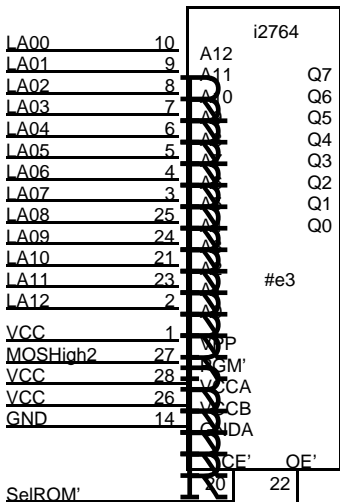 i2764
LA00 10
LA01 9
LA02 8
LA03 7
LA04 6
LA05 5
LA06 4
LA07 3
LA08 25
LA09 24
LA10 21
LA11 23
LA12 2
VCC 1
MOSHigh2 27
VCC 28
VCC 26
GND 14
SelROM'
A12
A11
A10
VPP
PGM'
VCCA
VCCB
GNDA
Q7
Q6
Q5
Q4
Q3
Q2
Q1
Q0
#e3
CE' OE'
20 22